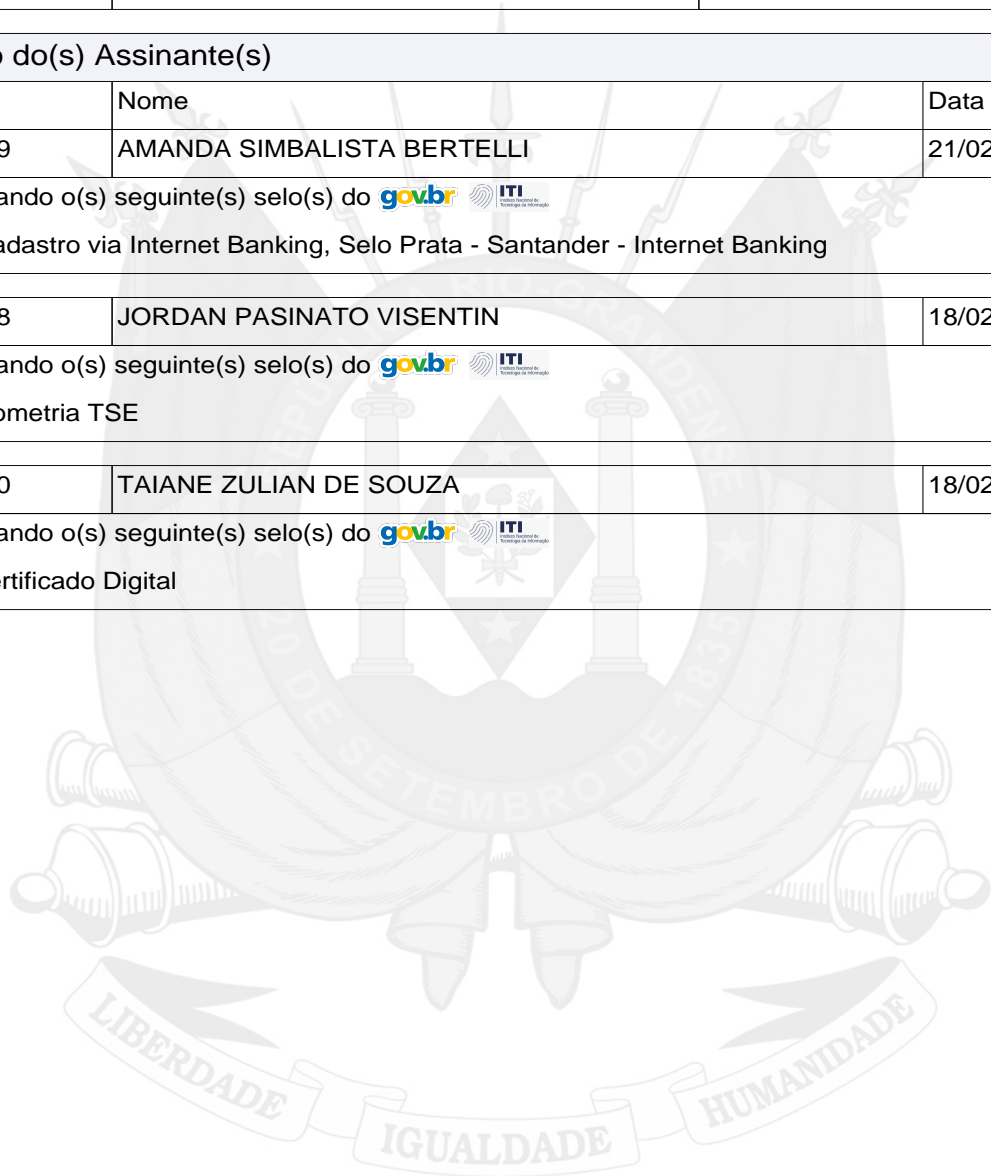 o do(s) Assinante(s)
Nome Data
9 AMANDA SIMBALISTA BERTELLI 21/02
ando o(s) seguinte(s) selo(s) do gov.br ITI
adastro via Internet Banking, Selo Prata - Santander - Internet Banking
8 JORDAN PASINATO VISENTIN 18/02
ando o(s) seguinte(s) selo(s) do gov.br ITI
ometria TSE
0 TAIANE ZULIAN DE SOUZA 18/02
ando o(s) seguinte(s) selo(s) do gov.br ITI
ertificado Digital
REPUBLICA RIO-GRANDENSE
20 DE SETEMBRO DE 1835
LIBERDADE IGUALDADE HUMANIDADE